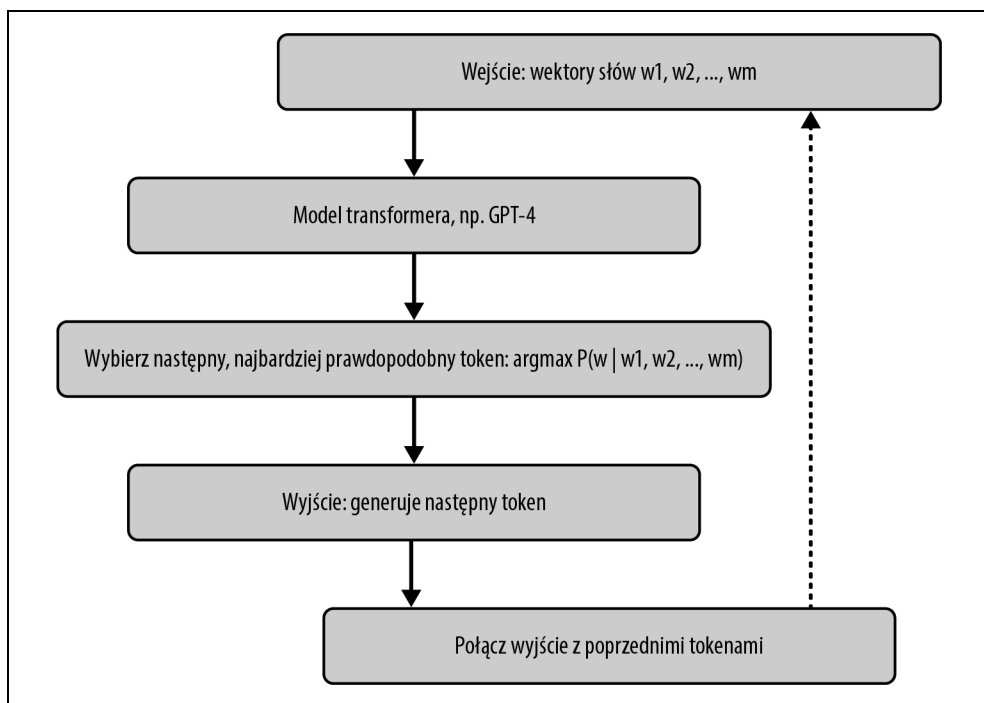 Wejście: wektory słów w1, w2, ..., wm
Model transformera, np. GPT-4
Wybierz następny, najbardziej prawdopodobny token: argmax P(w | w1, w2, ..., wm)
Wyjście: generuje następny token
Połącz wyjście z poprzednimi tokenami